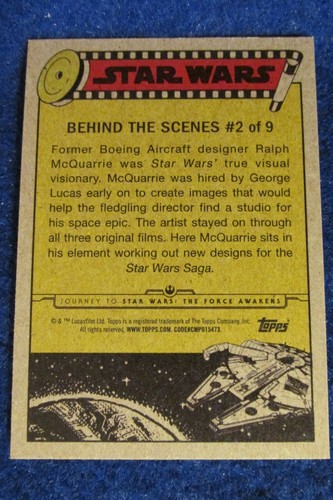 STAR WARS
BEHIND THE SCENES #2 of 9
Former Boeing Aircraft designer Ralph
McQuarrie was Star Wars' true visual
visionary. McQuarrie was hired by George
Lucas early on to create images that would
help the fledgling director find a studio for
his space epic. The artist stayed on through
all three original films. Here McQuarrie sits in
his element working out new designs for the
Star Wars Saga.
JOURNEY TO STAR WARS: THE FORCE AWAKENS
© & ™ Lucasfilm Ltd. Topps is a registered trademark of The Topps Company, Inc.
All rights reserved. WWW.TOPPS.COM. CODE#CMPD15473.
Topps